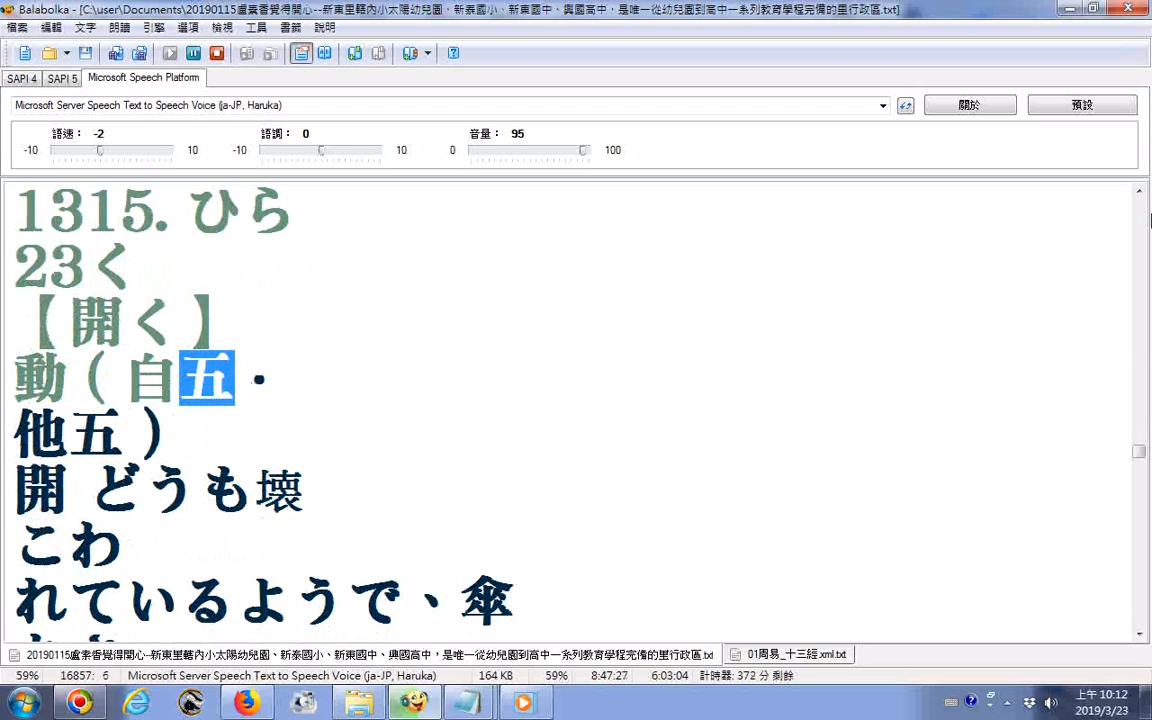 Balabolka - [C:\user\Documents\20190115盧素香覺得開心--新東里轄內小太陽幼兒園、新泰國小、新東國中、興國高中，是唯一從幼兒園到高中一系列教育學程完備的里行政區.txt]
檔案 編輯 文字 朗讀 引擎 選項 檢視 工具 書籤 說明
SAPI 4 SAPI 5 Microsoft Speech Platform
Microsoft Server Speech Text to Speech Voice (ja-JP, Haruka) 關於 預設
語速： -2 語調： 0 音量： 95
-10 10 -10 10 0 100
1315. ひら
23く
【開く】
動（自五・
他五）
開 どうも壊
こわ
れているようで、傘
20190115盧素香覺得開心--新東里轄內小太陽幼兒園、新泰國小、新東國中、興國高中，是唯一從幼兒園到高中一系列教育學程完備的里行政區.txt 01周易_十三經.xml.txt
59% 16857: 6 Microsoft Server Speech Text to Speech Voice (ja-JP, Haruka) 164 KB 59% 8:47:27 6:03:04 計時器: 372 分 剩餘
上午 10:12
2019/3/23